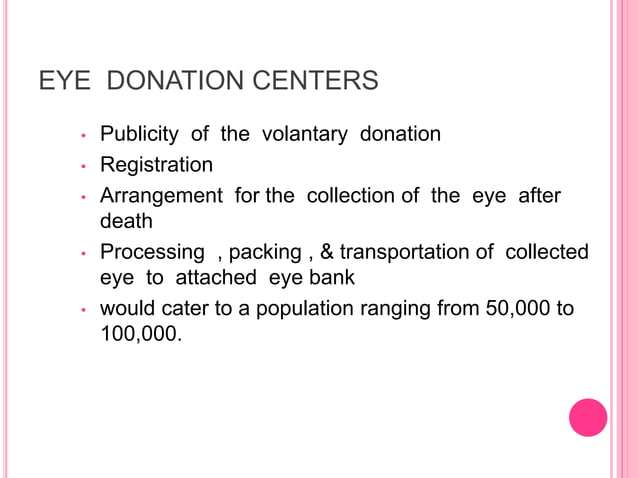 EYE DONATION CENTERS
• Publicity of the volantary donation
• Registration
• Arrangement for the collection of the eye after
death
• Processing , packing , & transportation of collected
eye to attached eye bank
• would cater to a population ranging from 50,000 to
100,000.